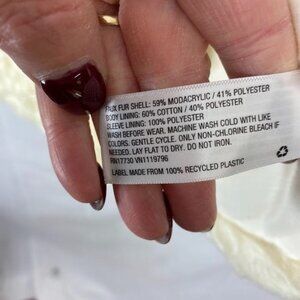 FAUX FUR SHELL: 59% MODACRYLIC / 41% POLYESTER
BODY LINING: 60% COTTON / 40% POLYESTER
SLEEVE LINING: 100% POLYESTER
WASH BEFORE WEAR. MACHINE WASH COLD WITH LIKE
COLORS. GENTLE CYCLE. ONLY NON-CHLORINE BLEACH IF
NEEDED. LAY FLAT TO DRY. DO NOT IRON.
PIN17730 VN1119796
LABEL MADE FROM 100% RECYCLED PLASTIC